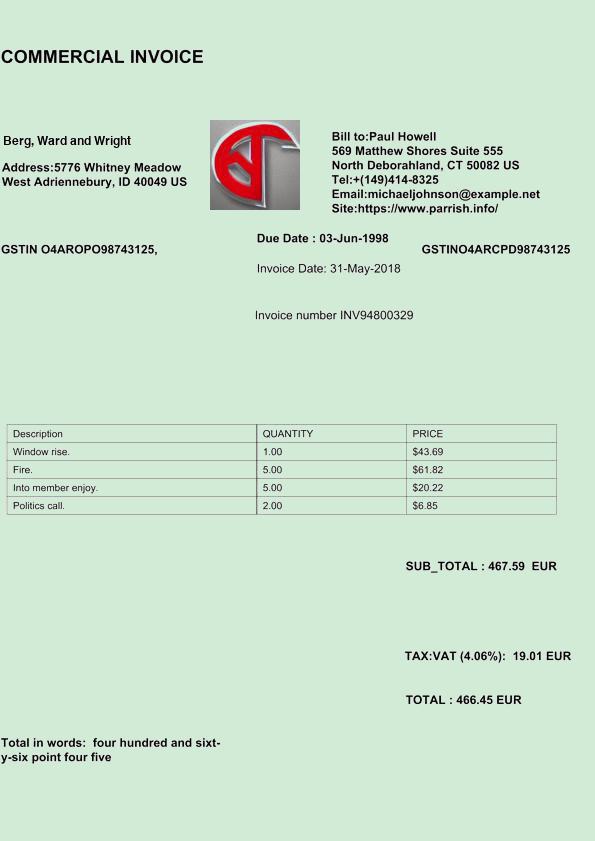 COMMERCIAL INVOICE
Berg, Ward and Wright
Address:5776 Whitney Meadow
West Adriennebury, ID 40049 US
Bill to:Paul Howell
569 Matthew Shores Suite 555
North Deborahland, CT 50082 US
Tel:+(149)414-8325
Email:michaeljohnson@example.net
Site:https://www.parrish.info/
GSTIN O4AROPO98743125,
Due Date : 03-Jun-1998
GSTINO4ARCPD98743125
Invoice Date: 31-May-2018
Invoice number INV94800329
Description QUANTITY PRICE
Window rise. 1.00 $43.69
Fire. 5.00 $61.82
Into member enjoy. 5.00 $20.22
Politics call. 2.00 $6.85
SUB_TOTAL : 467.59 EUR
TAX:VAT (4.06%): 19.01 EUR
TOTAL : 466.45 EUR
Total in words: four hundred and sixt-
y-six point four five